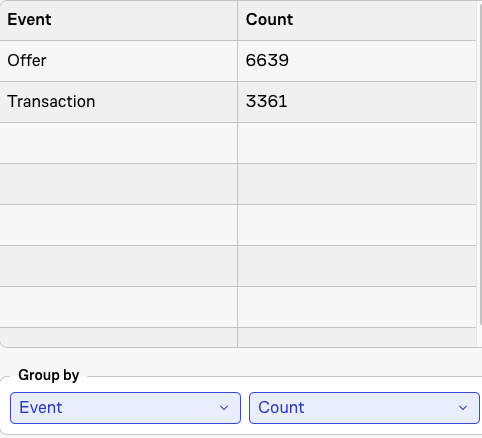 Event Count
Offer 6639
Transaction 3361
Group by
Event Count